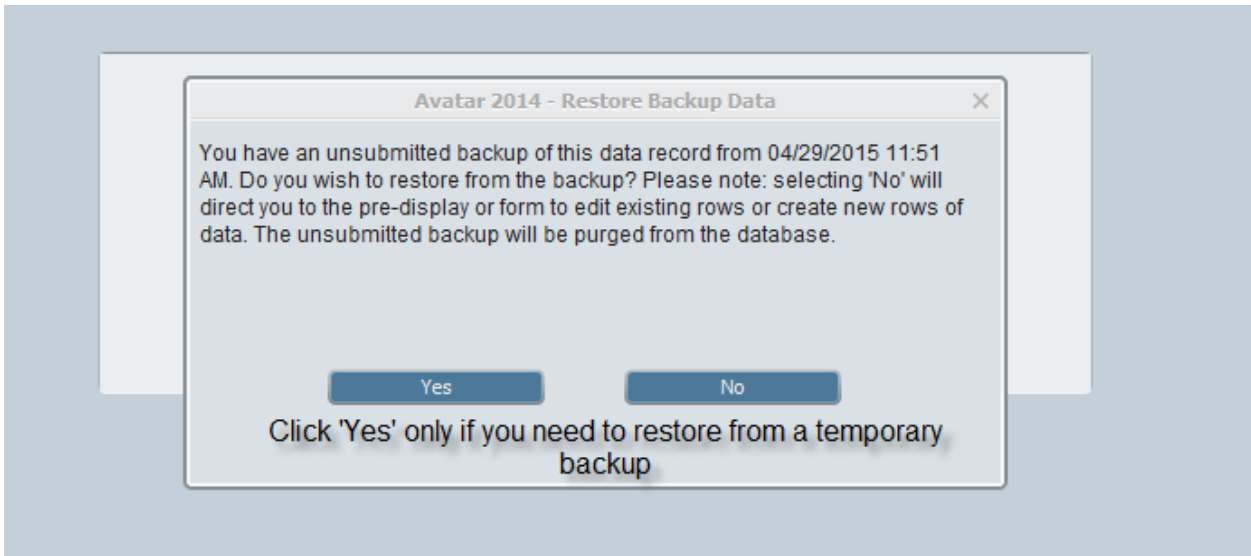 Avatar 2014 - Restore Backup Data
You have an unsubmitted backup of this data record from 04/29/2015 11:51
AM. Do you wish to restore from the backup? Please note: selecting 'No' will
direct you to the pre-display or form to edit existing rows or create new rows of
data. The unsubmitted backup will be purged from the database.
Yes No
Click 'Yes' only if you need to restore from a temporary
backup